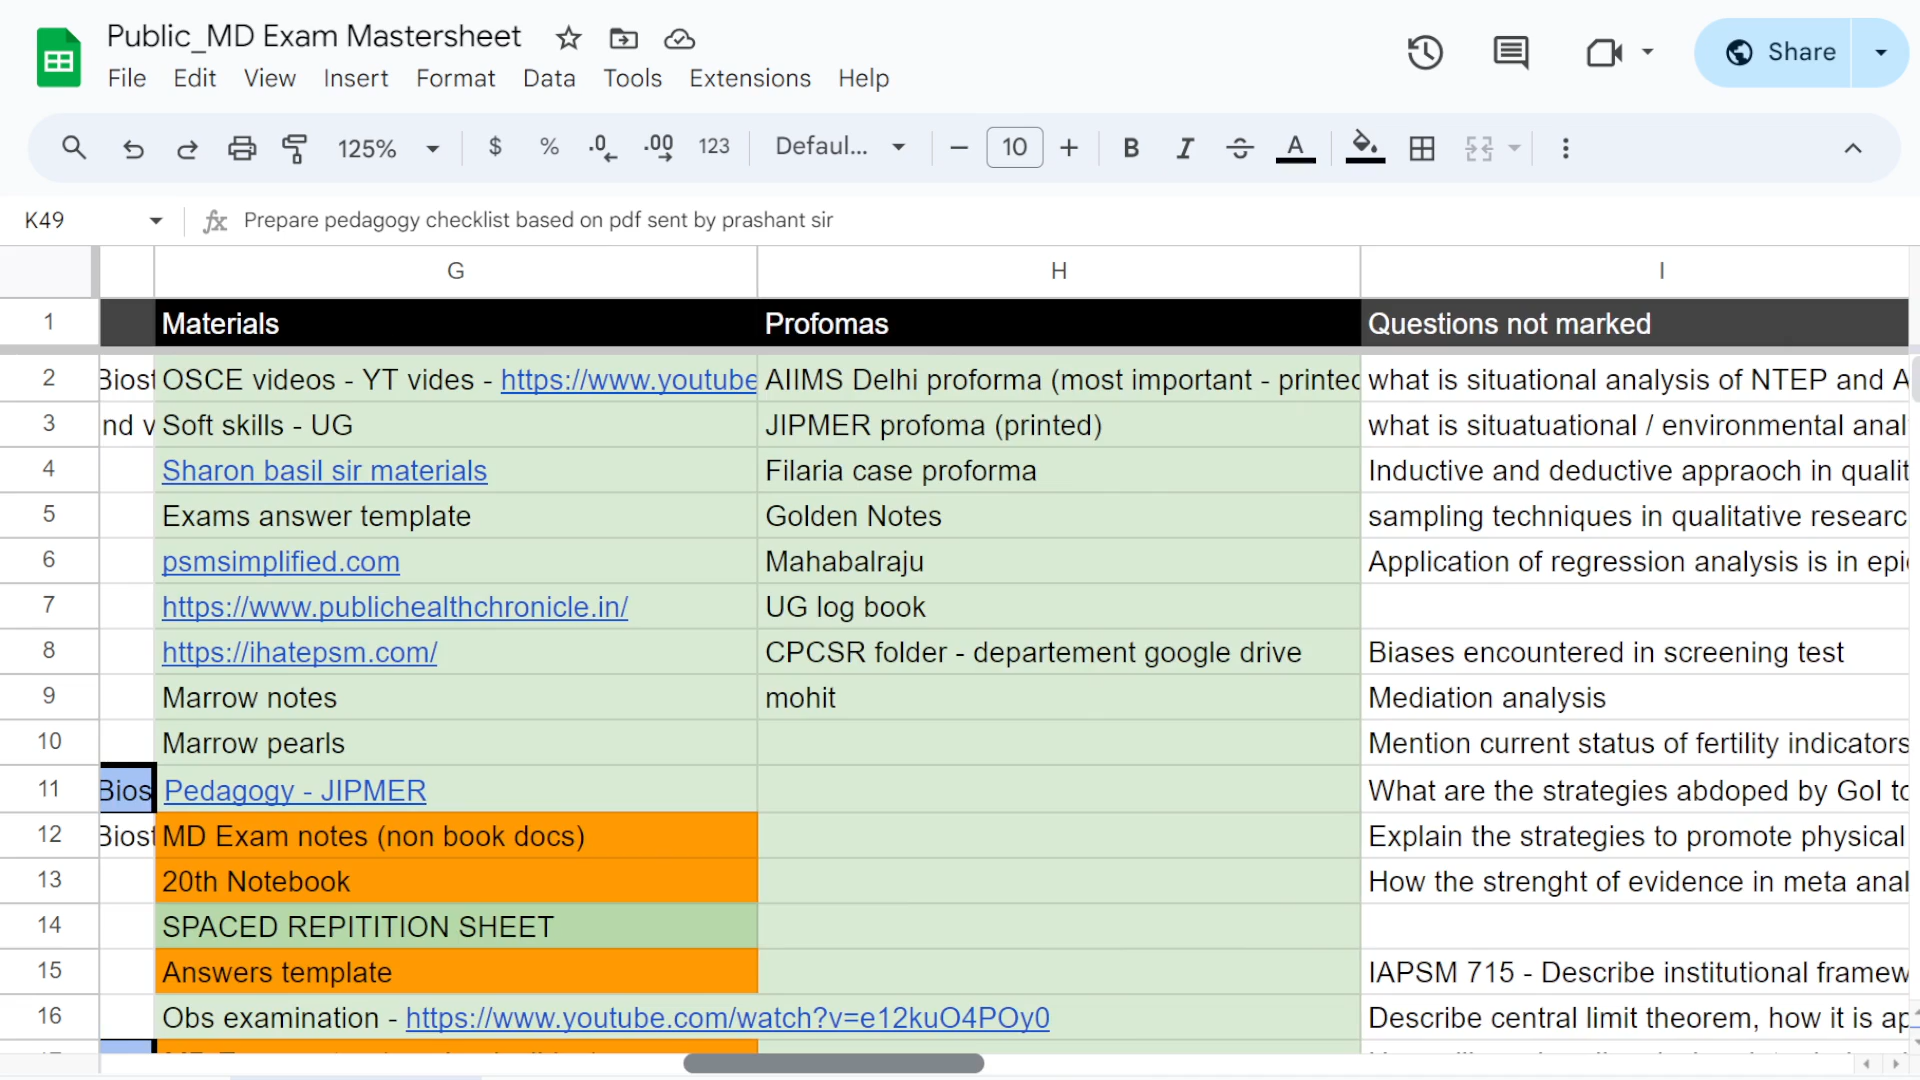 Public_MD Exam Mastersheet
File Edit View Insert Format Data Tools Extensions Help
Share
125% $ % .0 .00 123 Defaul... 10 B I A
K49 fx Prepare pedagogy checklist based on pdf sent by prashant sir
G H I
1 Materials Profomas Questions not marked
2 Biost OSCE videos - YT vides - https://www.youtube AIIMS Delhi proforma (most important - printed what is situational analysis of NTEP and A
3 nd v Soft skills - UG JIPMER profoma (printed) what is situatuational / environmental anal
4 Sharon basil sir materials Filaria case proforma Inductive and deductive appraoch in qualit
5 Exams answer template Golden Notes sampling techniques in qualitative researc
6 psmsimplified.com Mahabalraju Application of regression analysis is in epi
7 https://www.publichealthchronicle.in/ UG log book
8 https://ihatepsm.com/ CPCSR folder - departement google drive Biases encountered in screening test
9 Marrow notes mohit Mediation analysis
10 Marrow pearls Mention current status of fertility indicators
11 Bios Pedagogy - JIPMER What are the strategies abdoped by GoI to
12 Biost MD Exam notes (non book docs) Explain the strategies to promote physical
13 20th Notebook How the strenght of evidence in meta anal
14 SPACED REPITITION SHEET
15 Answers template IAPSM 715 - Describe institutional framew
16 Obs examination - https://www.youtube.com/watch?v=e12kuO4POy0 Describe central limit theorem, how it is ap